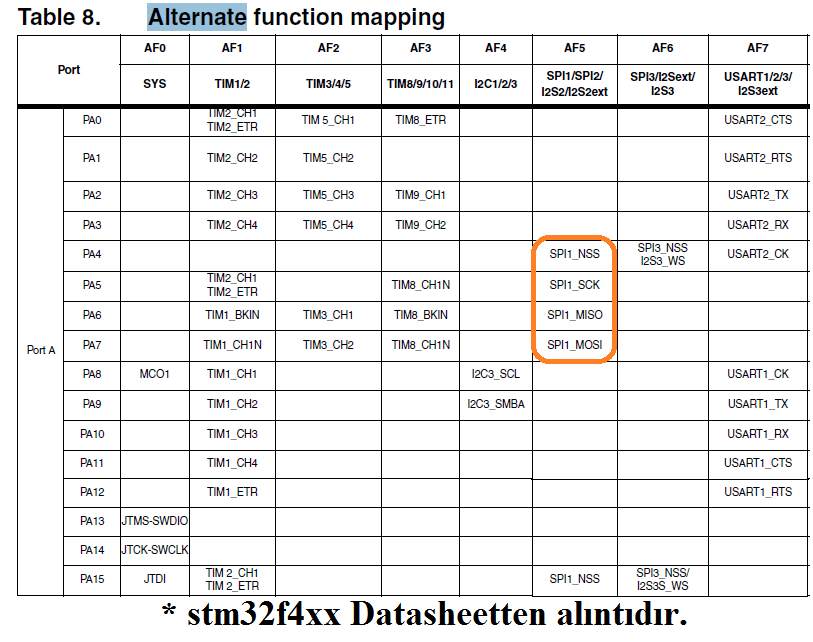 Table 8. Alternate function mapping
Port AF0 AF1 AF2 AF3 AF4 AF5 AF6 AF7
SYS TIM1/2 TIM3/4/5 TIM8/9/10/11 I2C1/2/3 SPI1/SPI2/ I2S2/I2S2ext SPI3/I2Sext/ I2S3 USART1/2/3/ I2S3ext
Port A
PA0 TIM2_CH1 TIM2_ETR TIM 5_CH1 TIM8_ETR USART2_CTS
PA1 TIM2_CH2 TIM5_CH2 USART2_RTS
PA2 TIM2_CH3 TIM5_CH3 TIM9_CH1 USART2_TX
PA3 TIM2_CH4 TIM5_CH4 TIM9_CH2 USART2_RX
PA4 SPI1_NSS SPI3_NSS I2S3_WS USART2_CK
PA5 TIM2_CH1 TIM2_ETR TIM8_CH1N SPI1_SCK
PA6 TIM1_BKIN TIM3_CH1 TIM8_BKIN SPI1_MISO
PA7 TIM1_CH1N TIM3_CH2 TIM8_CH1N SPI1_MOSI
PA8 MCO1 TIM1_CH1 I2C3_SCL USART1_CK
PA9 TIM1_CH2 I2C3_SMBA USART1_TX
PA10 TIM1_CH3 USART1_RX
PA11 TIM1_CH4 USART1_CTS
PA12 TIM1_ETR USART1_RTS
PA13 JTMS-SWDIO
PA14 JTCK-SWCLK
PA15 JTDI TIM 2_CH1 TIM 2_ETR SPI1_NSS SPI3_NSS/ I2S3S_WS
* stm32f4xx Datasheetten alıntıdır.